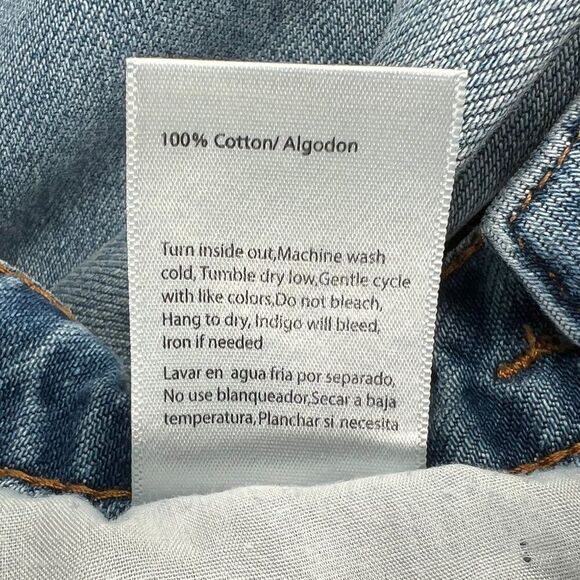 100% Cotton/ Algodon
Turn inside out,Machine wash
cold, Tumble dry low,Gentle cycle
with like colors,Do not bleach,
Hang to dry, Indigo will bleed,
Iron if needed
Lavar en agua fria por separado,
No use blanqueador,Secar a baja
temperatura,Planchar si necesita